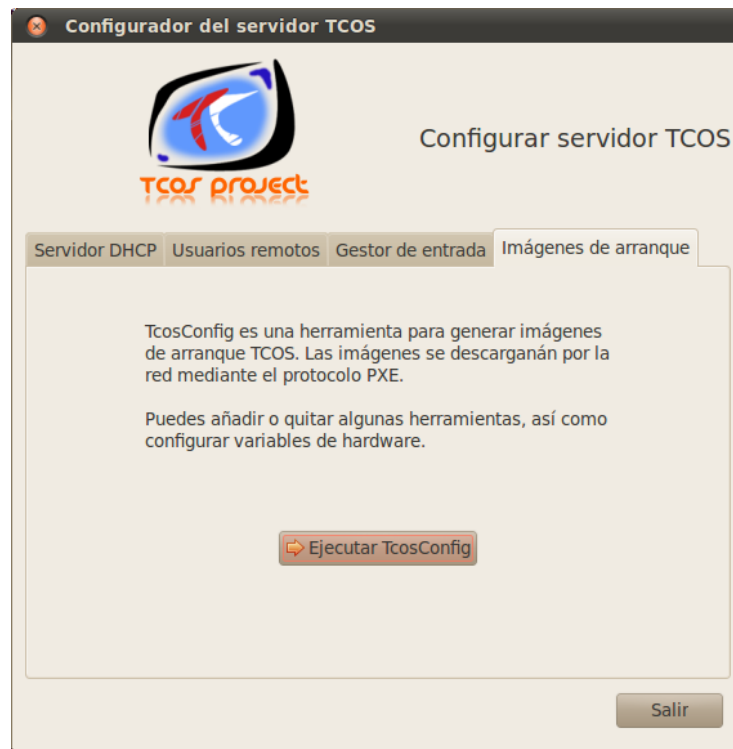 Configurador del servidor TCOS
TCOS project
Configurar servidor TCOS
Servidor DHCP Usuarios remotos Gestor de entrada Imágenes de arranque
TcosConfig es una herramienta para generar imágenes
de arranque TCOS. Las imágenes se descarganán por la
red mediante el protocolo PXE.
Puedes añadir o quitar algunas herramientas, así como
configurar variables de hardware.
Ejecutar TcosConfig
Salir